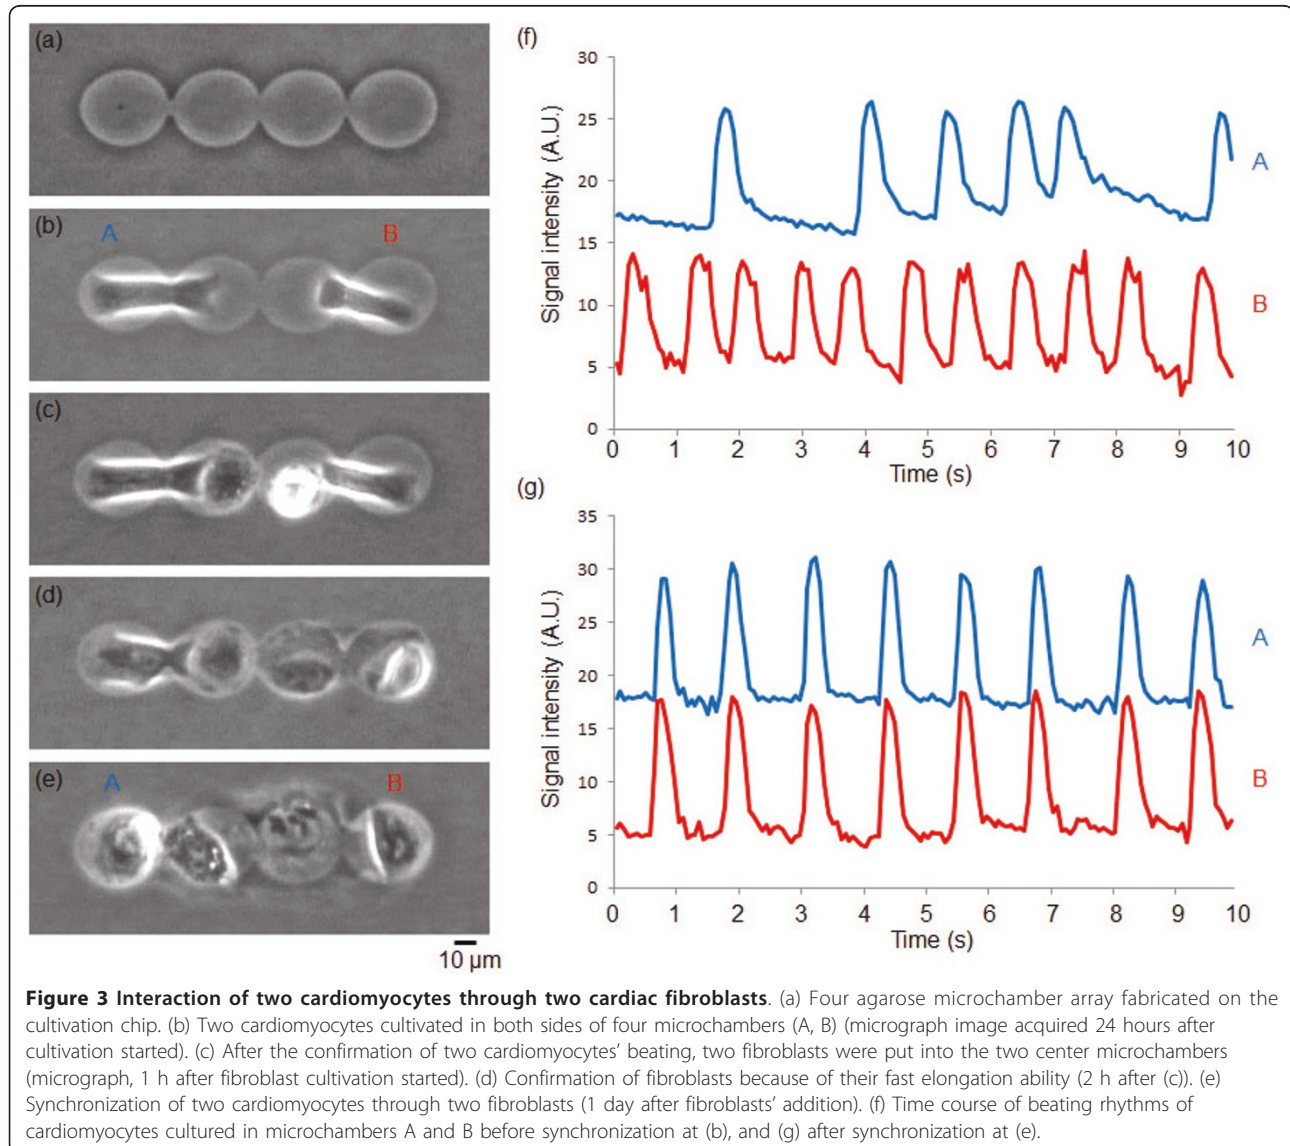 (a)
(b)
A
B
(c)
(d)
(e)
A
B
10 µm
(f)
30
25
20
15
10
5
0
Signal intensity (A.U.)
A
B
0 1 2 3 4 5 6 7 8 9 10
Time (s)
(g)
35
30
25
20
15
10
5
0
Signal intensity (A.U.)
A
B
0 1 2 3 4 5 6 7 8 9 10
Time (s)
Figure 3 Interaction of two cardiomyocytes through two cardiac fibroblasts. (a) Four agarose microchamber array fabricated on the
cultivation chip. (b) Two cardiomyocytes cultivated in both sides of four microchambers (A, B) (micrograph image acquired 24 hours after
cultivation started). (c) After the confirmation of two cardiomyocytes’ beating, two fibroblasts were put into the two center microchambers
(micrograph, 1 h after fibroblast cultivation started). (d) Confirmation of fibroblasts because of their fast elongation ability (2 h after (c)). (e)
Synchronization of two cardiomyocytes through two fibroblasts (1 day after fibroblasts’ addition). (f) Time course of beating rhythms of
cardiomyocytes cultured in microchambers A and B before synchronization at (b), and (g) after synchronization at (e).